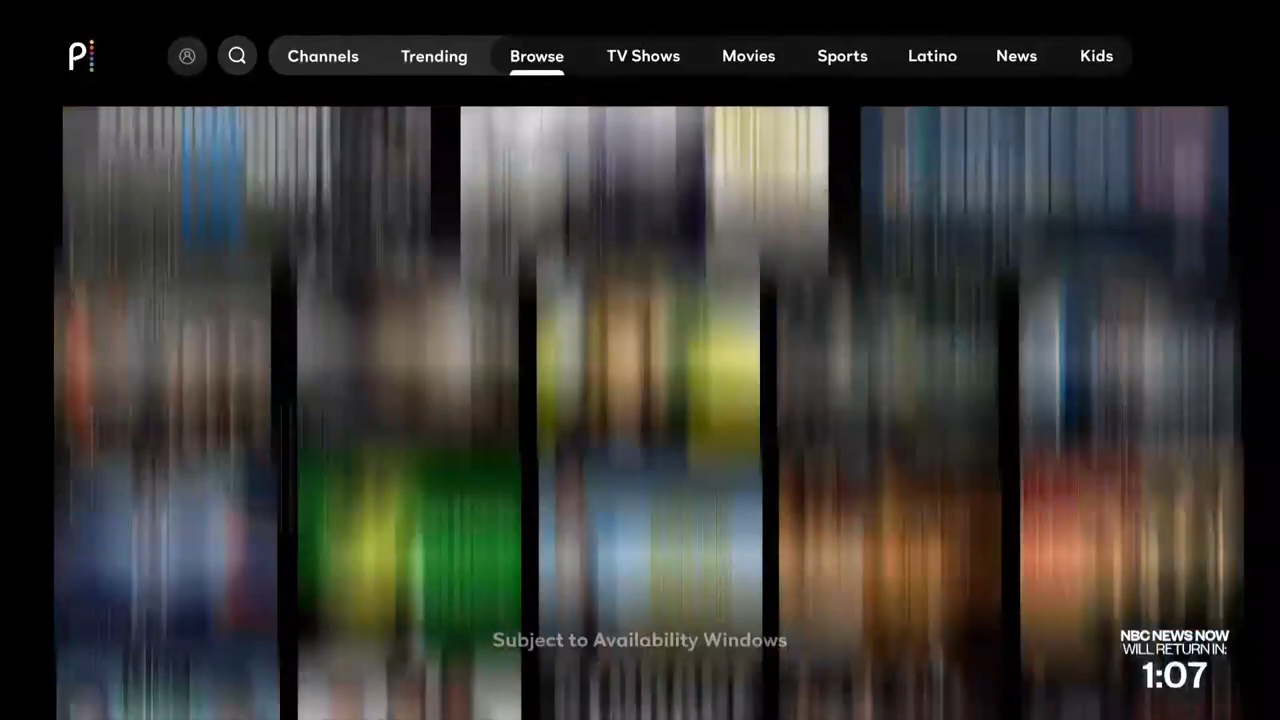 P
Channels Trending Browse TV Shows Movies Sports Latino News Kids
Subject to Availability Windows
NBC NEWS NOW
WILL RETURN IN:
1:07